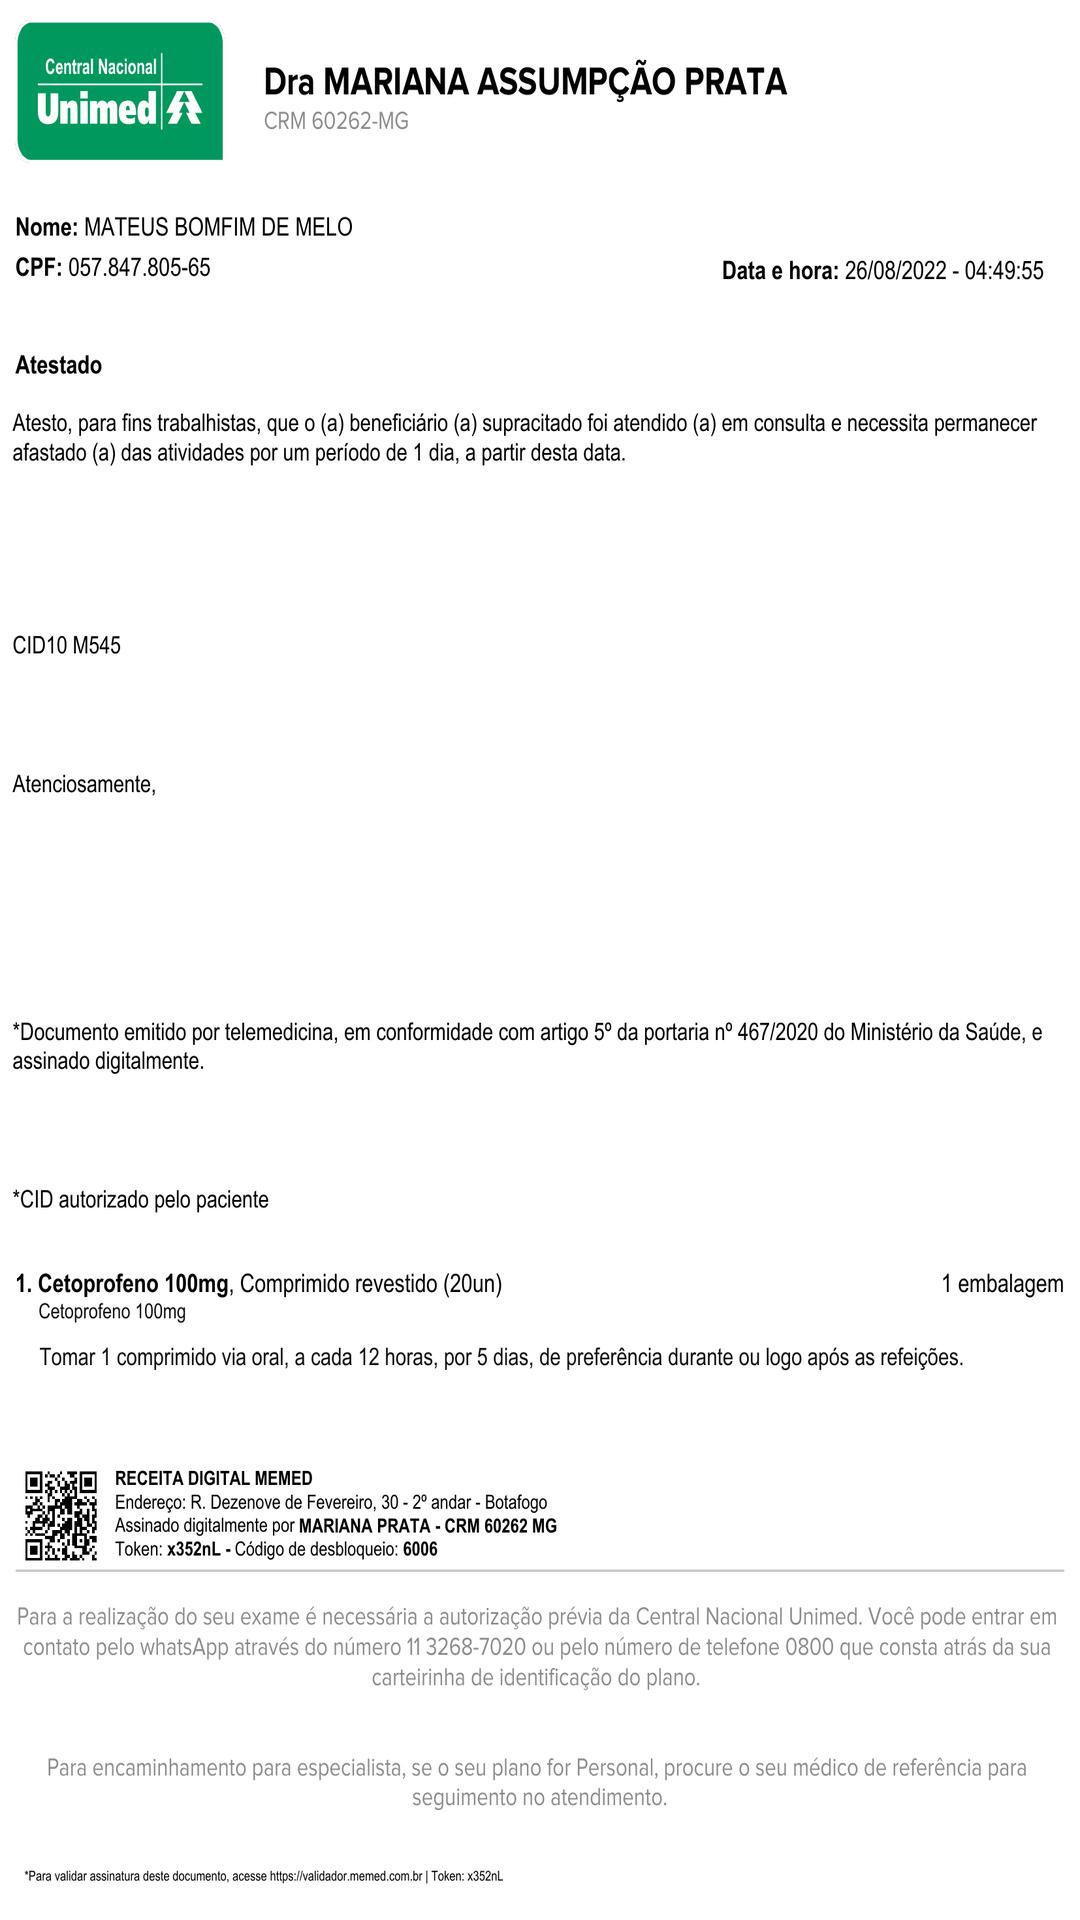 Central Nacional
Unimed
Dra MARIANA ASSUMPÇÃO PRATA
CRM 60262-MG
Nome: MATEUS BOMFIM DE MELO
CPF: 057.847.805-65
Data e hora: 26/08/2022 - 04:49:55
Atestado
Atesto, para fins trabalhistas, que o (a) beneficiário (a) supracitado foi atendido (a) em consulta e necessita permanecer
afastado (a) das atividades por um período de 1 dia, a partir desta data.
CID10 M545
Atenciosamente,
*Documento emitido por telemedicina, em conformidade com artigo 5º da portaria nº 467/2020 do Ministério da Saúde, e
assinado digitalmente.
*CID autorizado pelo paciente
1. Cetoprofeno 100mg, Comprimido revestido (20un) 1 embalagem
Cetoprofeno 100mg
Tomar 1 comprimido via oral, a cada 12 horas, por 5 dias, de preferência durante ou logo após as refeições.
RECEITA DIGITAL MEMED
Endereço: R. Dezenove de Fevereiro, 30 - 2º andar - Botafogo
Assinado digitalmente por MARIANA PRATA - CRM 60262 MG
Token: x352nL - Código de desbloqueio: 6006
Para a realização do seu exame é necessária a autorização prévia da Central Nacional Unimed. Você pode entrar em
contato pelo whatsApp através do número 11 3268-7020 ou pelo número de telefone 0800 que consta atrás da sua
carteirinha de identificação do plano.
Para encaminhamento para especialista, se o seu plano for Personal, procure o seu médico de referência para
seguimento no atendimento.
*Para validar assinatura deste documento, acesse https://validador.memed.com.br | Token: x352nL